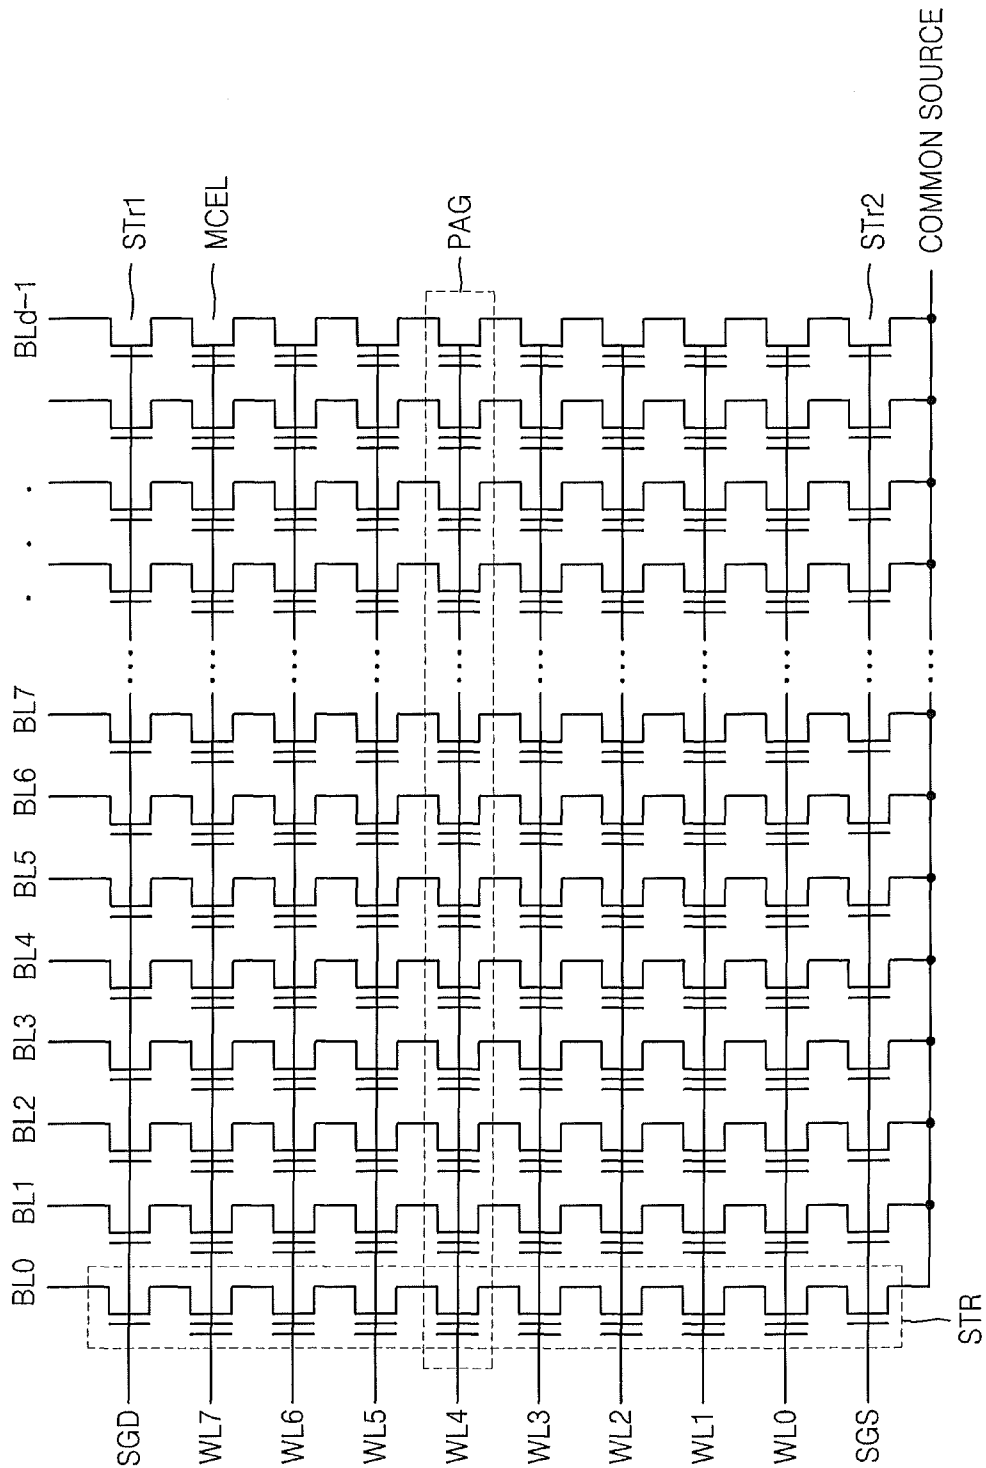 BL0
BL1
BL2
BL3
BL4
BL5
BL6
BL7
. . .
BLd-1
SGD
WL7
WL6
WL5
WL4
WL3
WL2
WL1
WL0
SGS
STr1
MCEL
PAG
STr2
COMMON SOURCE
STR